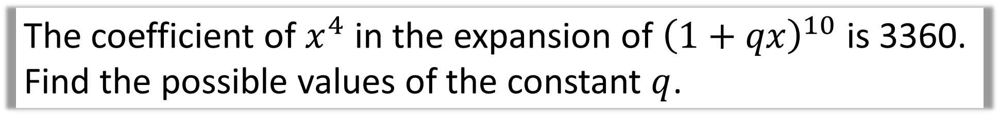 The coefficient of 𝑥⁴ in the expansion of (1 + 𝑞𝑥)¹⁰ is 3360.
Find the possible values of the constant 𝑞.